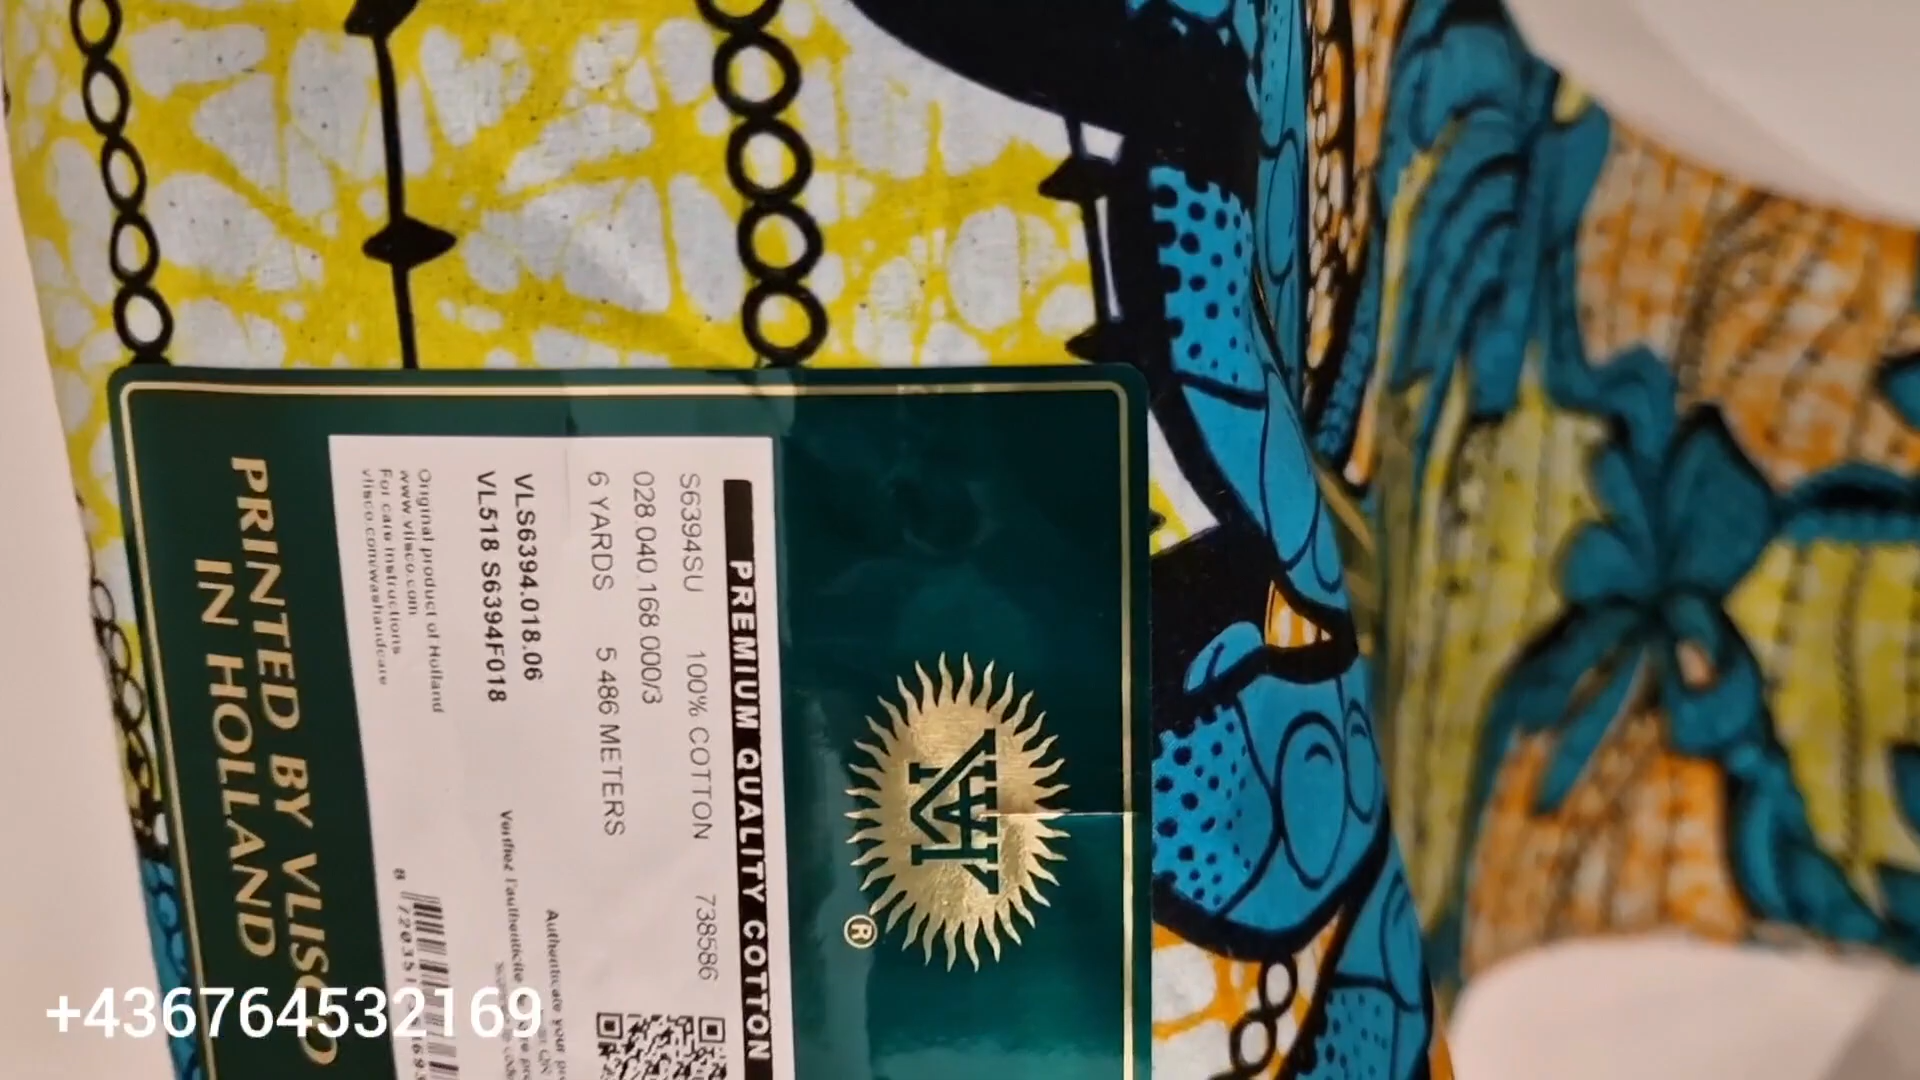 ®
PREMIUM QUALITY COTTON
S6394SU 100% COTTON 738586
028.040.168.000/3
6 YARDS 5 486 METERS
VLS6394.018.06
VL518 S6394F018
Authenticate your
Vérifiez l'authenticité
Original product of Holland
www.vlisco.com
For care instructions
vlisco.com/washandcare
PRINTED BY VLISCO
IN HOLLAND
+436764532169